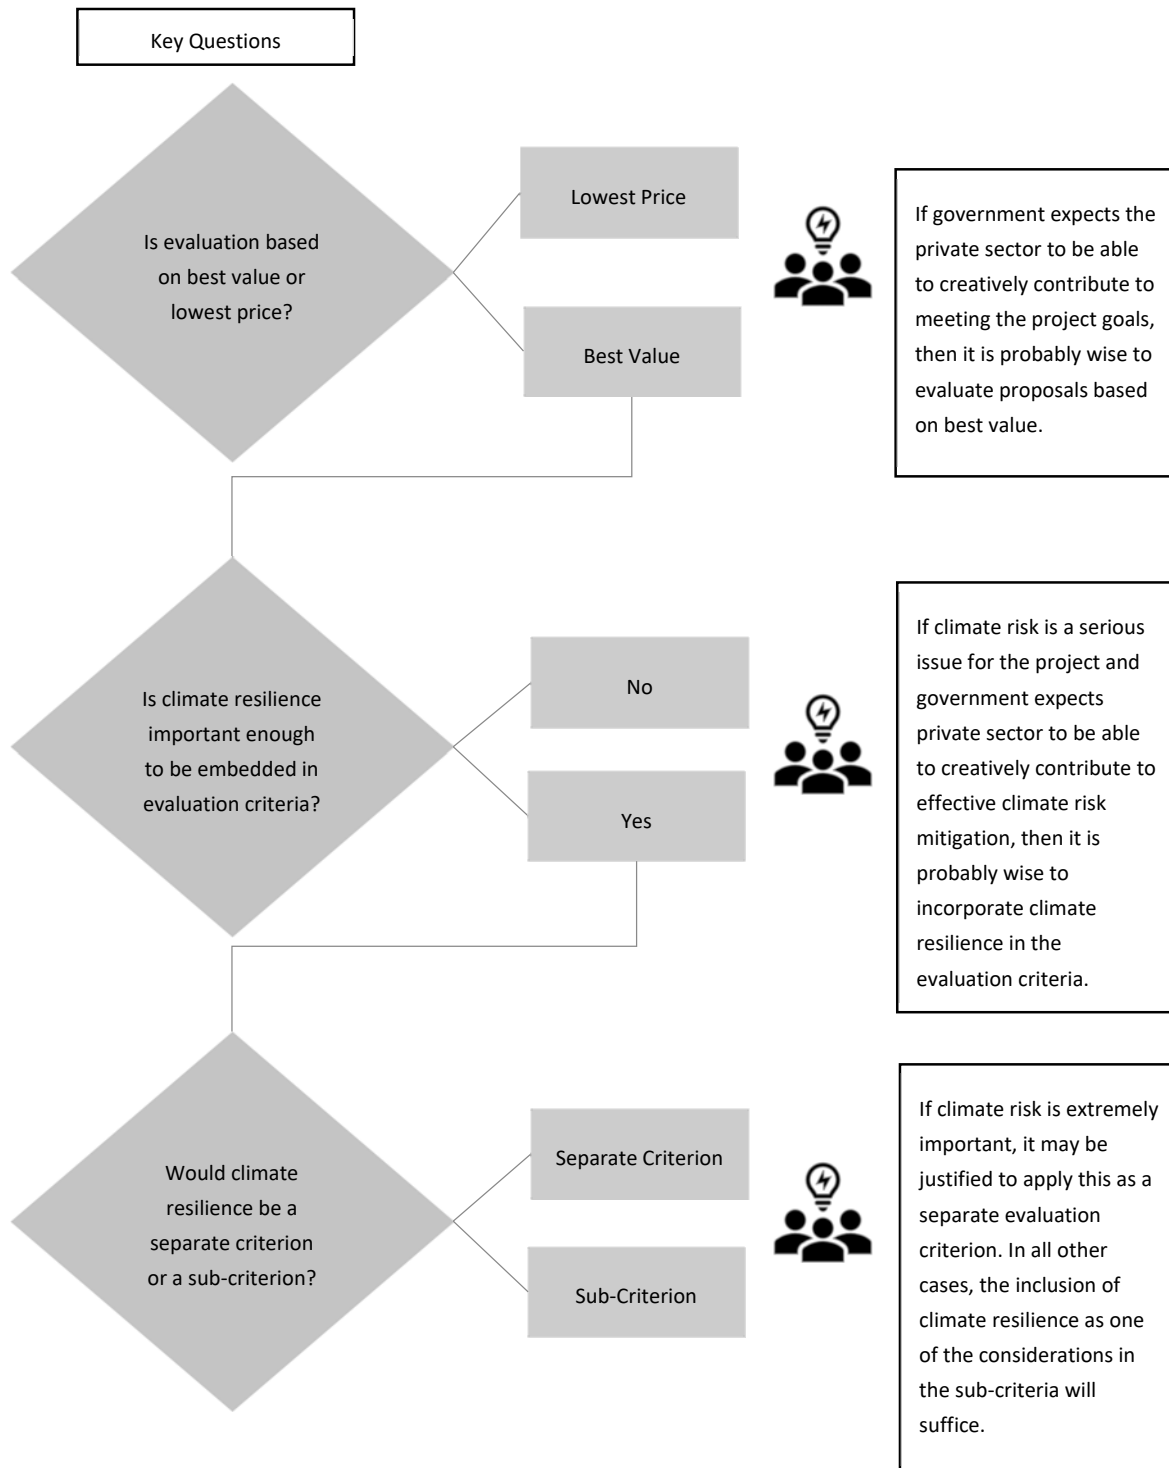 Key Questions
Is evaluation based
on best value or
lowest price?
Lowest Price
Best Value
If government expects the
private sector to be able
to creatively contribute to
meeting the project goals,
then it is probably wise to
evaluate proposals based
on best value.
Is climate resilience
important enough
to be embedded in
evaluation criteria?
No
Yes
If climate risk is a serious
issue for the project and
government expects
private sector to be able
to creatively contribute to
effective climate risk
mitigation, then it is
probably wise to
incorporate climate
resilience in the
evaluation criteria.
Would climate
resilience be a
separate criterion
or a sub-criterion?
Separate Criterion
Sub-Criterion
If climate risk is extremely
important, it may be
justified to apply this as a
separate evaluation
criterion. In all other
cases, the inclusion of
climate resilience as one
of the considerations in
the sub-criteria will
suffice.